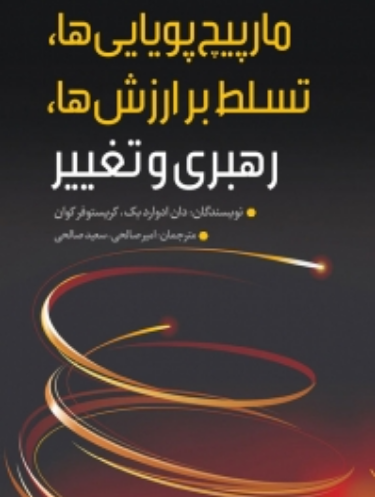 مارپیچ پویایی‌ها،
تسلط بر ارزش‌ها،
رهبری و تغییر
نویسندگان: دان ادوارد بک، کریستوفر کوان
مترجمان: امیر صالحی، سعید صالحی